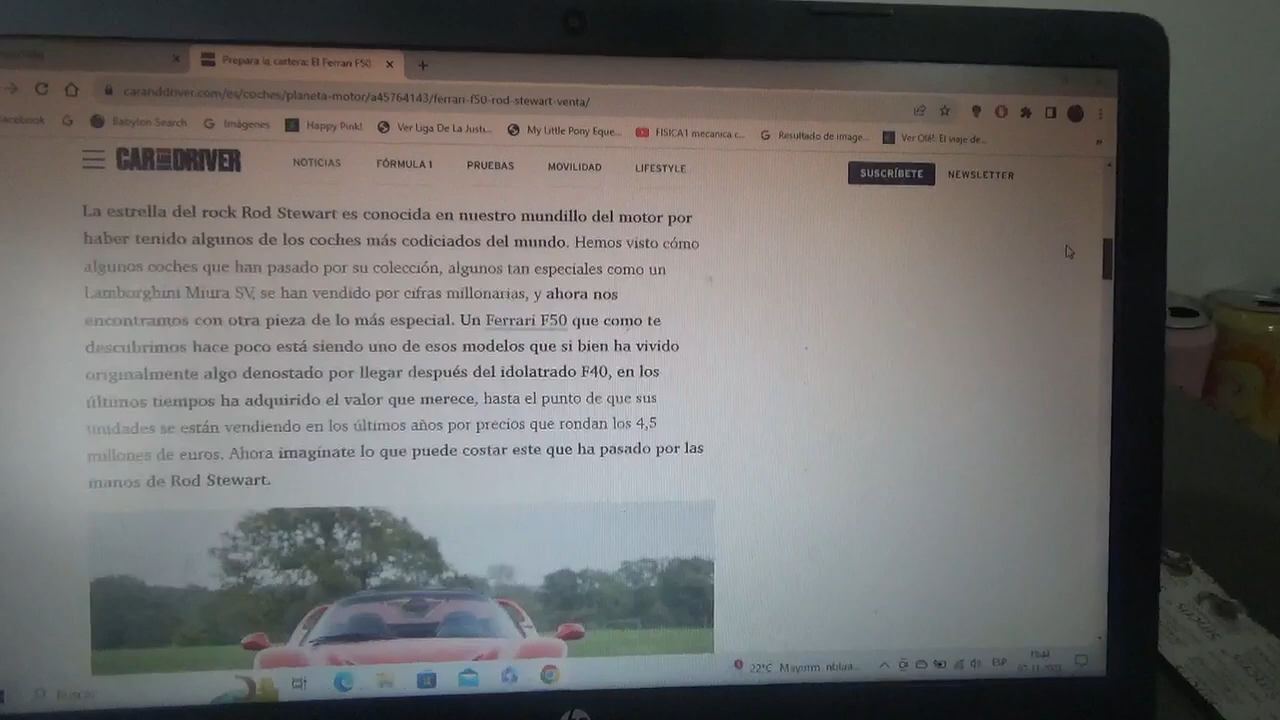 Prepara la cartera: El Ferrari F50
caranddriver.com/es/coches/planeta-motor/a45764143/ferrari-f50-rod-stewart-venta/
acebook
Babylon Search
Imágenes
Happy Pink!
Ver Liga De La Justi...
My Little Pony Eque...
FISICA1 mecanica c...
Resultado de image...
Ver Olé!: El viaje de...
CAR AND DRIVER
NOTICIAS
FÓRMULA 1
PRUEBAS
MOVILIDAD
LIFESTYLE
SUSCRÍBETE
NEWSLETTER
La estrella del rock Rod Stewart es conocida en nuestro mundillo del motor por
haber tenido algunos de los coches más codiciados del mundo. Hemos visto cómo
algunos coches que han pasado por su colección, algunos tan especiales como un
Lamborghini Miura SV, se han vendido por cifras millonarias, y ahora nos
encontramos con otra pieza de lo más especial. Un Ferrari F50 que como te
descubrimos hace poco está siendo uno de esos modelos que si bien ha vivido
originalmente algo denostado por llegar después del idolatrado F40, en los
últimos tiempos ha adquirido el valor que merece, hasta el punto de que sus
unidades se están vendiendo en los últimos años por precios que rondan los 4,5
millones de euros. Ahora imagínate lo que puede costar este que ha pasado por las
manos de Rod Stewart.
22°C
ESP
hp